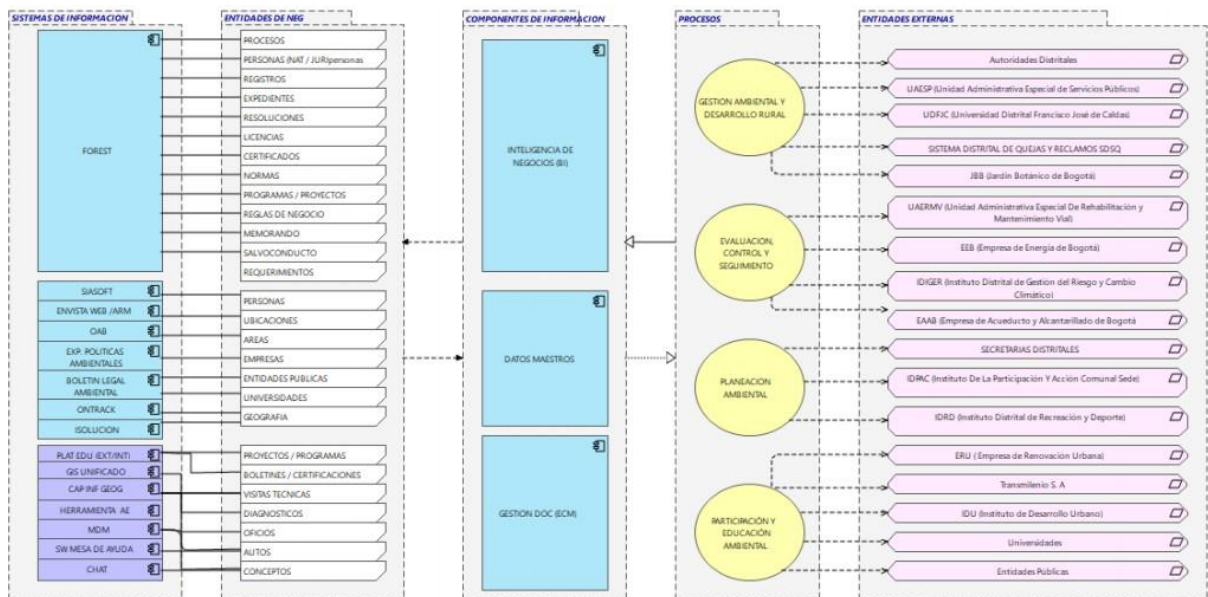 SISTEMAS DE INFORMACION
FOREST
SIASOFT
ENVISTA WEB /ARM
OAB
EXP. POLITICAS
AMBIENTALES
BOLETIN LEGAL
AMBIENTAL
ONTRACK
ISOLUCION
PLAT EDU (EXT/INT)
GIS UNIFICADO
CAP INF GEOG
HERRAMIENTA AE
MDM
SW MESA DE AYUDA
CHAT
ENTIDADES DE NEG
PROCESOS
PERSONAS (NAT / JUR)personas
REGISTROS
EXPEDIENTES
RESOLUCIONES
LICENCIAS
CERTIFICADOS
NORMAS
PROGRAMAS / PROYECTOS
REGLAS DE NEGOCIO
MEMORANDO
SALVOCONDUCTO
REQUERIMIENTOS
PERSONAS
UBICACIONES
AREAS
EMPRESAS
ENTIDADES PUBLICAS
UNIVERSIDADES
GEOGRAFIA
PROYECTOS / PROGRAMAS
BOLETINES / CERTIFICACIONES
VISITAS TECNICAS
DIAGNOSTICOS
OFICIOS
AUTOS
CONCEPTOS
COMPONENTES DE INFORMACION
INTELIGENCIA DE
NEGOCIOS (BI)
DATOS MAESTROS
GESTION DOC (ECM)
PROCESOS
GESTION AMBIENTAL Y
DESARROLLO RURAL
EVALUACION,
CONTROL Y
SEGUIMIENTO
PLANEACION
AMBIENTAL
PARTICIPACIÓN Y
EDUCACIÓN
AMBIENTAL
ENTIDADES EXTERNAS
Autoridades Distritales
UAESP (Unidad Administrativa Especial de Servicios Públicos)
UDFJC (Universidad Distrital Francisco José de Caldas)
SISTEMA DISTRITAL DE QUEJAS Y RECLAMOS SDSQ
JBB (Jardín Botánico de Bogotá)
UAERMV (Unidad Administrativa Especial De Rehabilitación y
Mantenimiento Vial)
EEB (Empresa de Energía de Bogotá)
IDIGER (Instituto Distrital de Gestion del Riesgo y Cambio
Climático)
EAAB (Empresa de Acueducto y Alcantarillado de Bogotá
SECRETARIAS DISTRITALES
IDPAC (Instituto De La Participación Y Acción Comunal Sede)
IDRD (Instituto Distrital de Recreación y Deporte)
ERU ( Empresa de Renovación Urbana)
Transmilenio S. A
IDU (Instituto de Desarrollo Urbano)
Universidades
Entidades Públicas